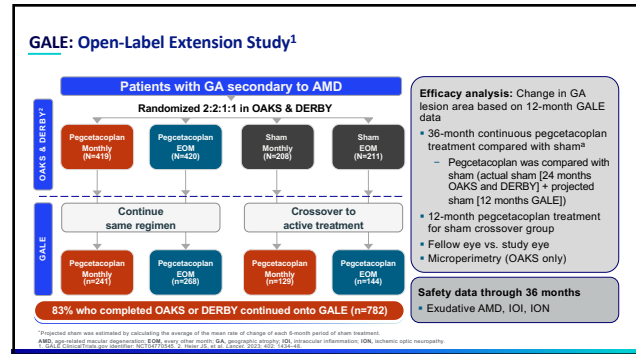 GALE: Open-Label Extension Study1
Patients with GA secondary to AMD
Randomized 2:2:1:1 in OAKS & DERBY
OAKS & DERBY2
Pegcetacoplan
Monthly
(N=419)
Pegcetacoplan
EOM
(N=420)
Sham
Monthly
(N=208)
Sham
EOM
(N=211)
GALE
Continue
same regimen
Crossover to
active treatment
Pegcetacoplan
Monthly
(n=241)
Pegcetacoplan
EOM
(n=268)
Pegcetacoplan
Monthly
(n=129)
Pegcetacoplan
EOM
(n=144)
83% who completed OAKS or DERBY continued onto GALE (n=782)
Efficacy analysis: Change in GA
lesion area based on 12-month GALE
data
▪ 36-month continuous pegcetacoplan
treatment compared with shamª
− Pegcetacoplan was compared with
sham (actual sham [24 months
OAKS and DERBY] + projected
sham [12 months GALE])
▪ 12-month pegcetacoplan treatment
for sham crossover group
▪ Fellow eye vs. study eye
▪ Microperimetry (OAKS only)
Safety data through 36 months
▪ Exudative AMD, IOI, ION
ªProjected sham was estimated by calculating the average of the mean rate of change of each 6-month period of sham treatment.
AMD, age-related macular degeneration; EOM, every other month; GA, geographic atrophy; IOI, intraocular inflammation; ION, ischemic optic neuropathy.
1. GALE ClinicalTrials.gov identifier: NCT04770545. 2. Heier JS, et al. Lancet. 2023; 402: 1434-48.